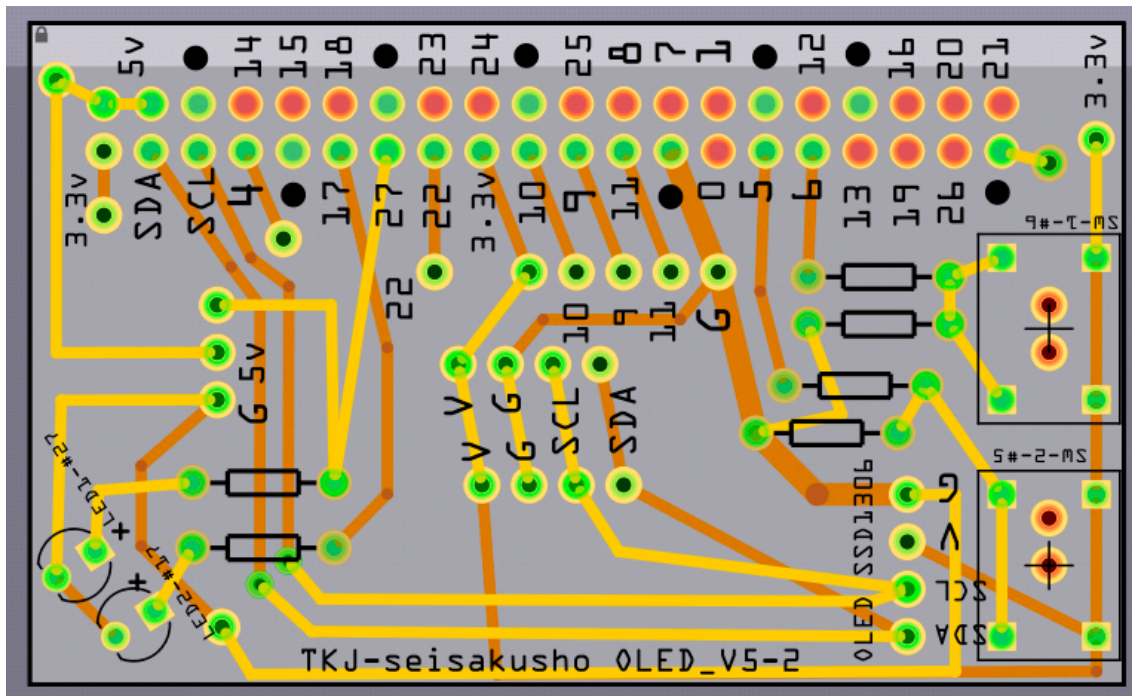 5v 14 15 18 23 24 25 8 7 1 12 16 20 21 3.3v
3.3v SDA SCL 4 17 27 22 3.3v 10 9 11 0 5 6 13 19 26
SW-1-#6
22
10 9 11 G
5v
G
V G SCL SDA
V G
LED1-#27
+
SW-2-#5
G
V
SCL
SDA
OLED SSD1306
+
LED2-#17
TKJ-seisakusho OLED_V5-2